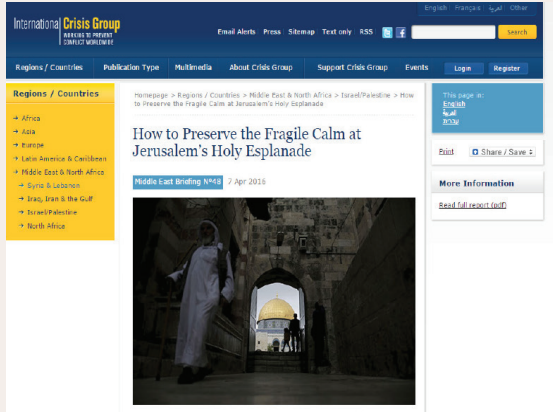 English | Français | العربية | Other
International Crisis Group
WORKING TO PREVENT
CONFLICT WORLDWIDE
Email Alerts Press Sitemap Text only RSS
Search
Regions / Countries Publication Type Multimedia About Crisis Group Support Crisis Group Events Login Register
Regions / Countries
Africa
Asia
Europe
Latin America & Caribbean
Middle East & North Africa
Syria & Lebanon
Iraq, Iran & the Gulf
Israel/Palestine
North Africa
Homepage > Regions / Countries > Middle East & North Africa > Israel/Palestine > How
to Preserve the Fragile Calm at Jerusalem's Holy Esplanade
How to Preserve the Fragile Calm at
Jerusalem's Holy Esplanade
Middle East Briefing N°48 7 Apr 2016
This page in:
English
العربية
עברית
Print Share / Save
More Information
Read full report (pdf)